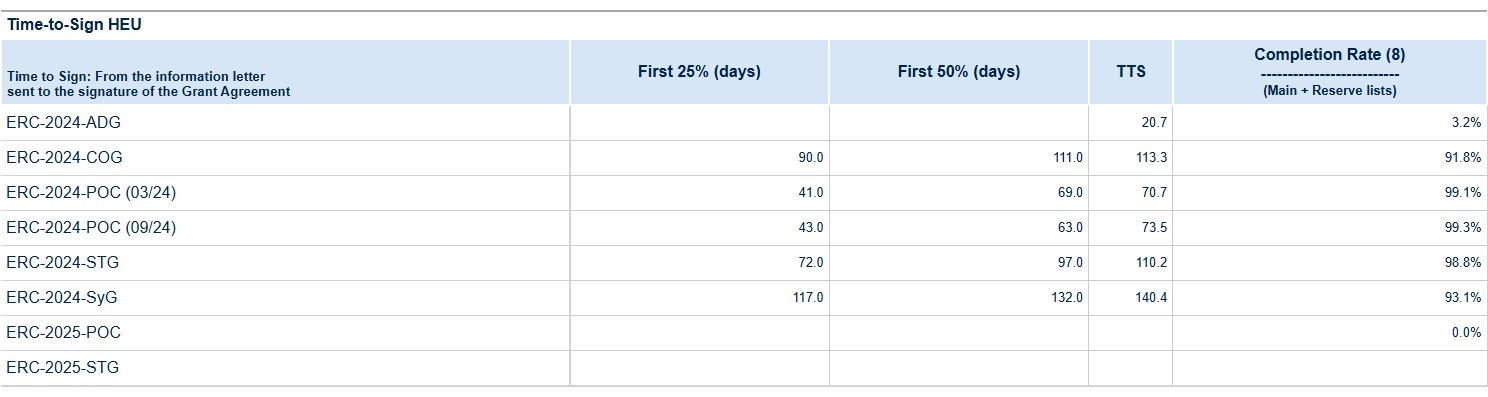 Time-to-Sign HEU
Time to Sign: From the information letter
sent to the signature of the Grant Agreement
First 25% (days)
First 50% (days)
TTS
Completion Rate (8)
--------------------------
(Main + Reserve lists)
ERC-2024-ADG 20.7 3.2%
ERC-2024-COG 90.0 111.0 113.3 91.8%
ERC-2024-POC (03/24) 41.0 69.0 70.7 99.1%
ERC-2024-POC (09/24) 43.0 63.0 73.5 99.3%
ERC-2024-STG 72.0 97.0 110.2 98.8%
ERC-2024-SyG 117.0 132.0 140.4 93.1%
ERC-2025-POC 0.0%
ERC-2025-STG